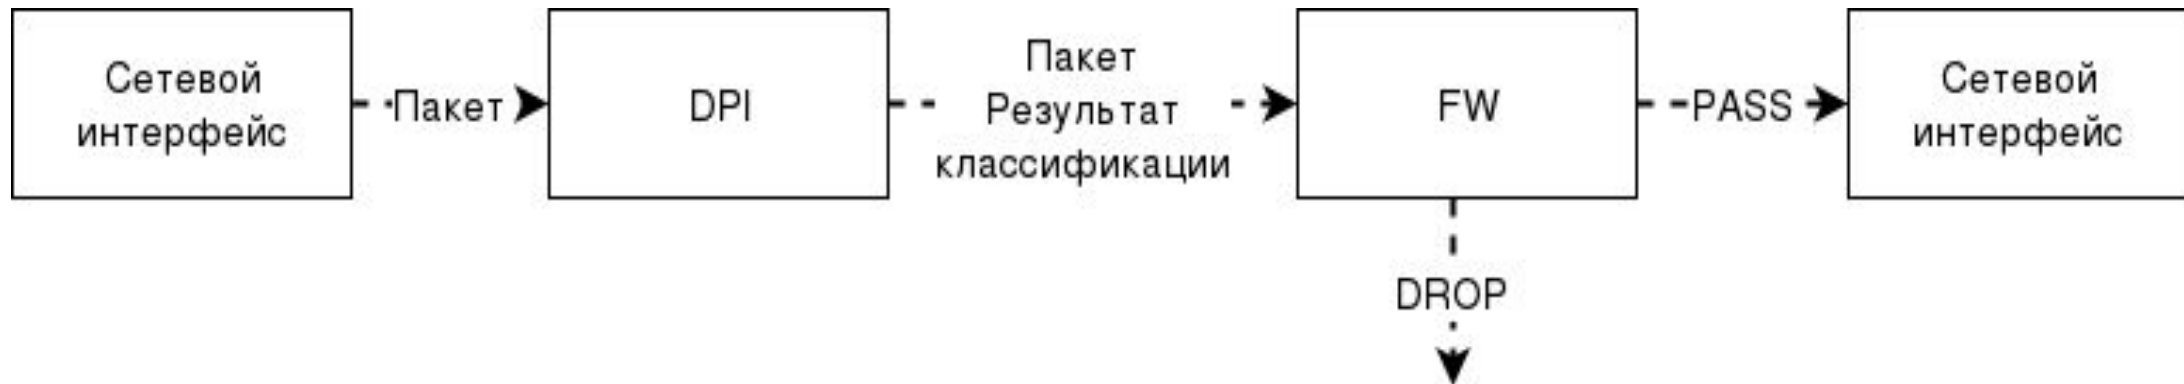 Сетевой
интерфейс
Пакет
DPI
Пакет
Результат
классификации
FW
PASS
Сетевой
интерфейс
DROP